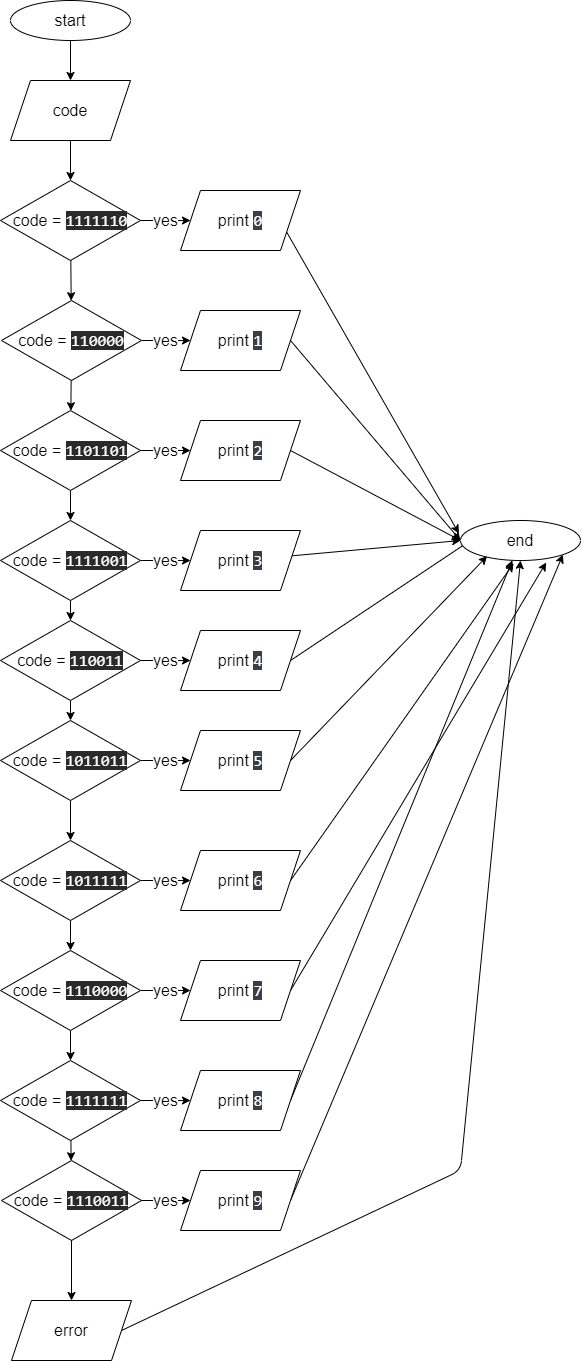 start
code
code = 1111110
yes
print 0
code = 110000
yes
print 1
code = 1101101
yes
print 2
end
code = 1111001
yes
print 3
code = 110011
yes
print 4
code = 1011011
yes
print 5
code = 1011111
yes
print 6
code = 1110000
yes
print 7
code = 1111111
yes
print 8
code = 1110011
yes
print 9
error